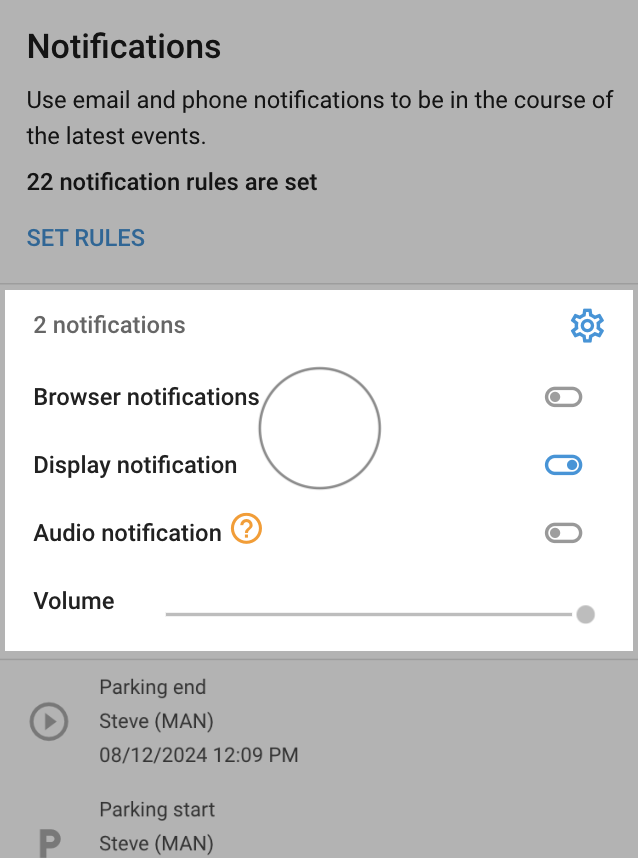 Notifications
Use email and phone notifications to be in the course of
the latest events.
22 notification rules are set
SET RULES
2 notifications
Browser notifications
Display notification
Audio notification ?
Volume
Parking end
Steve (MAN)
08/12/2024 12:09 PM
Parking start
P
Steve (MAN)